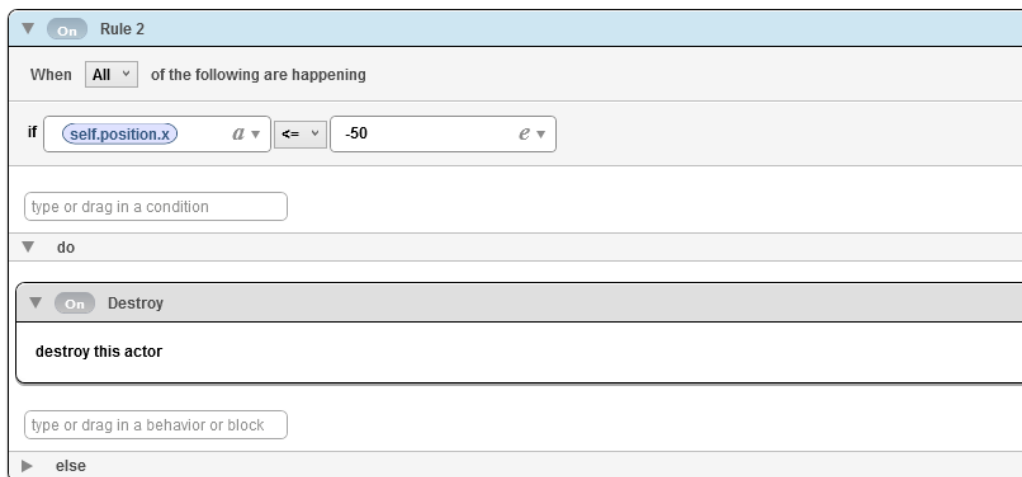 On Rule 2
When All of the following are happening
if self.position.x a <= -50 e
type or drag in a condition
do
On Destroy
destroy this actor
type or drag in a behavior or block
else